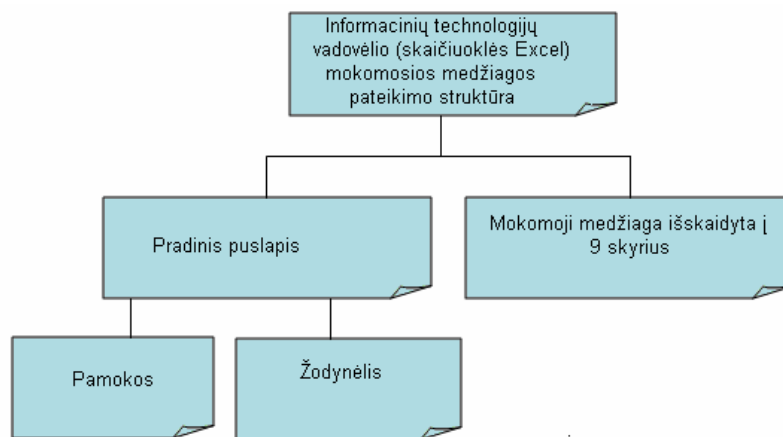 Informacinių technologijų
vadovėlio (skaičiuoklės Excel)
mokomosios medžiagos
pateikimo struktūra
Pradinis puslapis
Mokomoji medžiaga išskaidyta į
9 skyrius
Pamokos
Žodynėlis